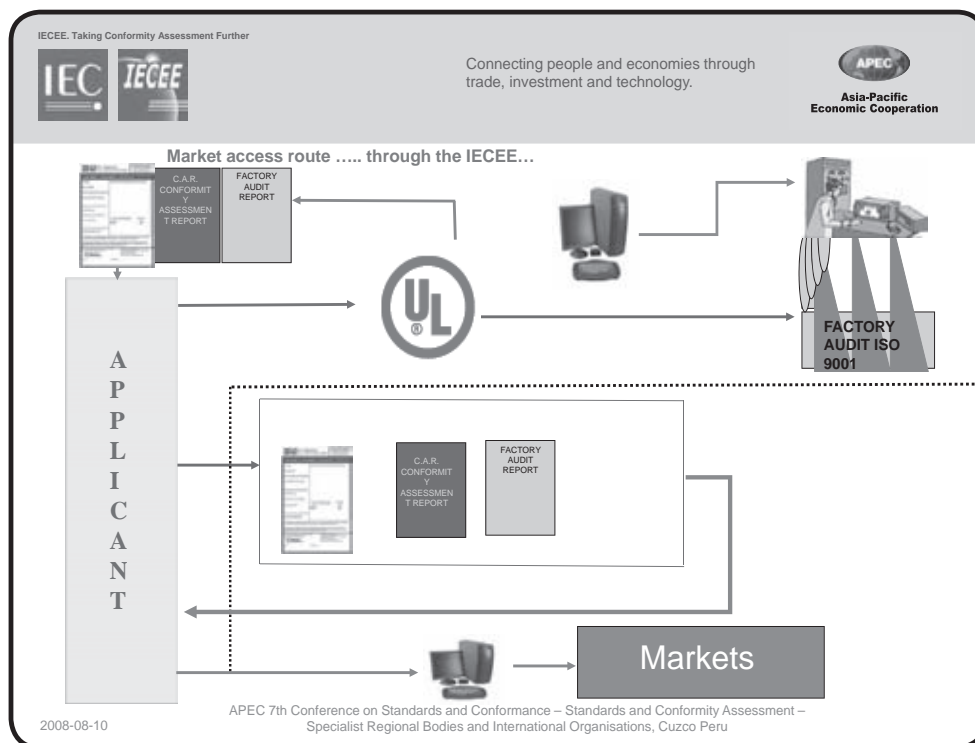 IECEE. Taking Conformity Assessment Further
IEC
IECEE
Connecting people and economies through
trade, investment and technology.
APEC
Asia-Pacific
Economic Cooperation
Market access route ….. through the IECEE…
C.A.R.
CONFORMIT
Y
ASSESSMEN
T REPORT
FACTORY
AUDIT
REPORT
UL
®
FACTORY
AUDIT ISO
9001
A
P
P
L
I
C
A
N
T
C.A.R.
CONFORMIT
Y
ASSESSMEN
T REPORT
FACTORY
AUDIT
REPORT
Markets
2008-08-10
APEC 7th Conference on Standards and Conformance – Standards and Conformity Assessment –
Specialist Regional Bodies and International Organisations, Cuzco Peru